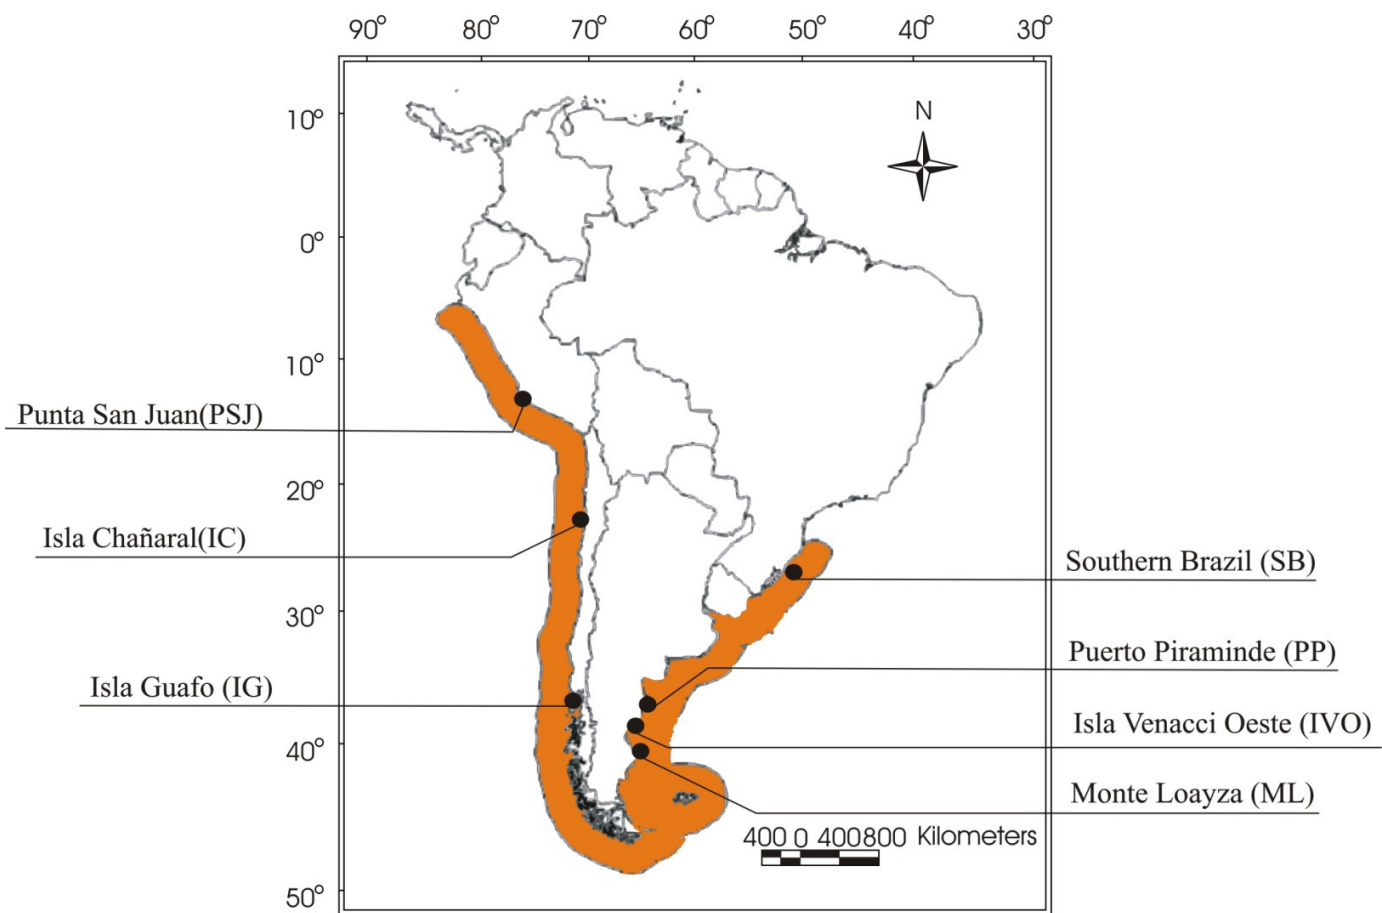 90° 80° 70° 60° 50° 40° 30°
N
10°
0°
10°
Punta San Juan(PSJ)
20°
Isla Chañaral(IC)
Southern Brazil (SB)
30°
Puerto Piraminde (PP)
Isla Guafo (IG)
Isla Venacci Oeste (IVO)
40°
Monte Loayza (ML)
400 0 400800 Kilometers
50°